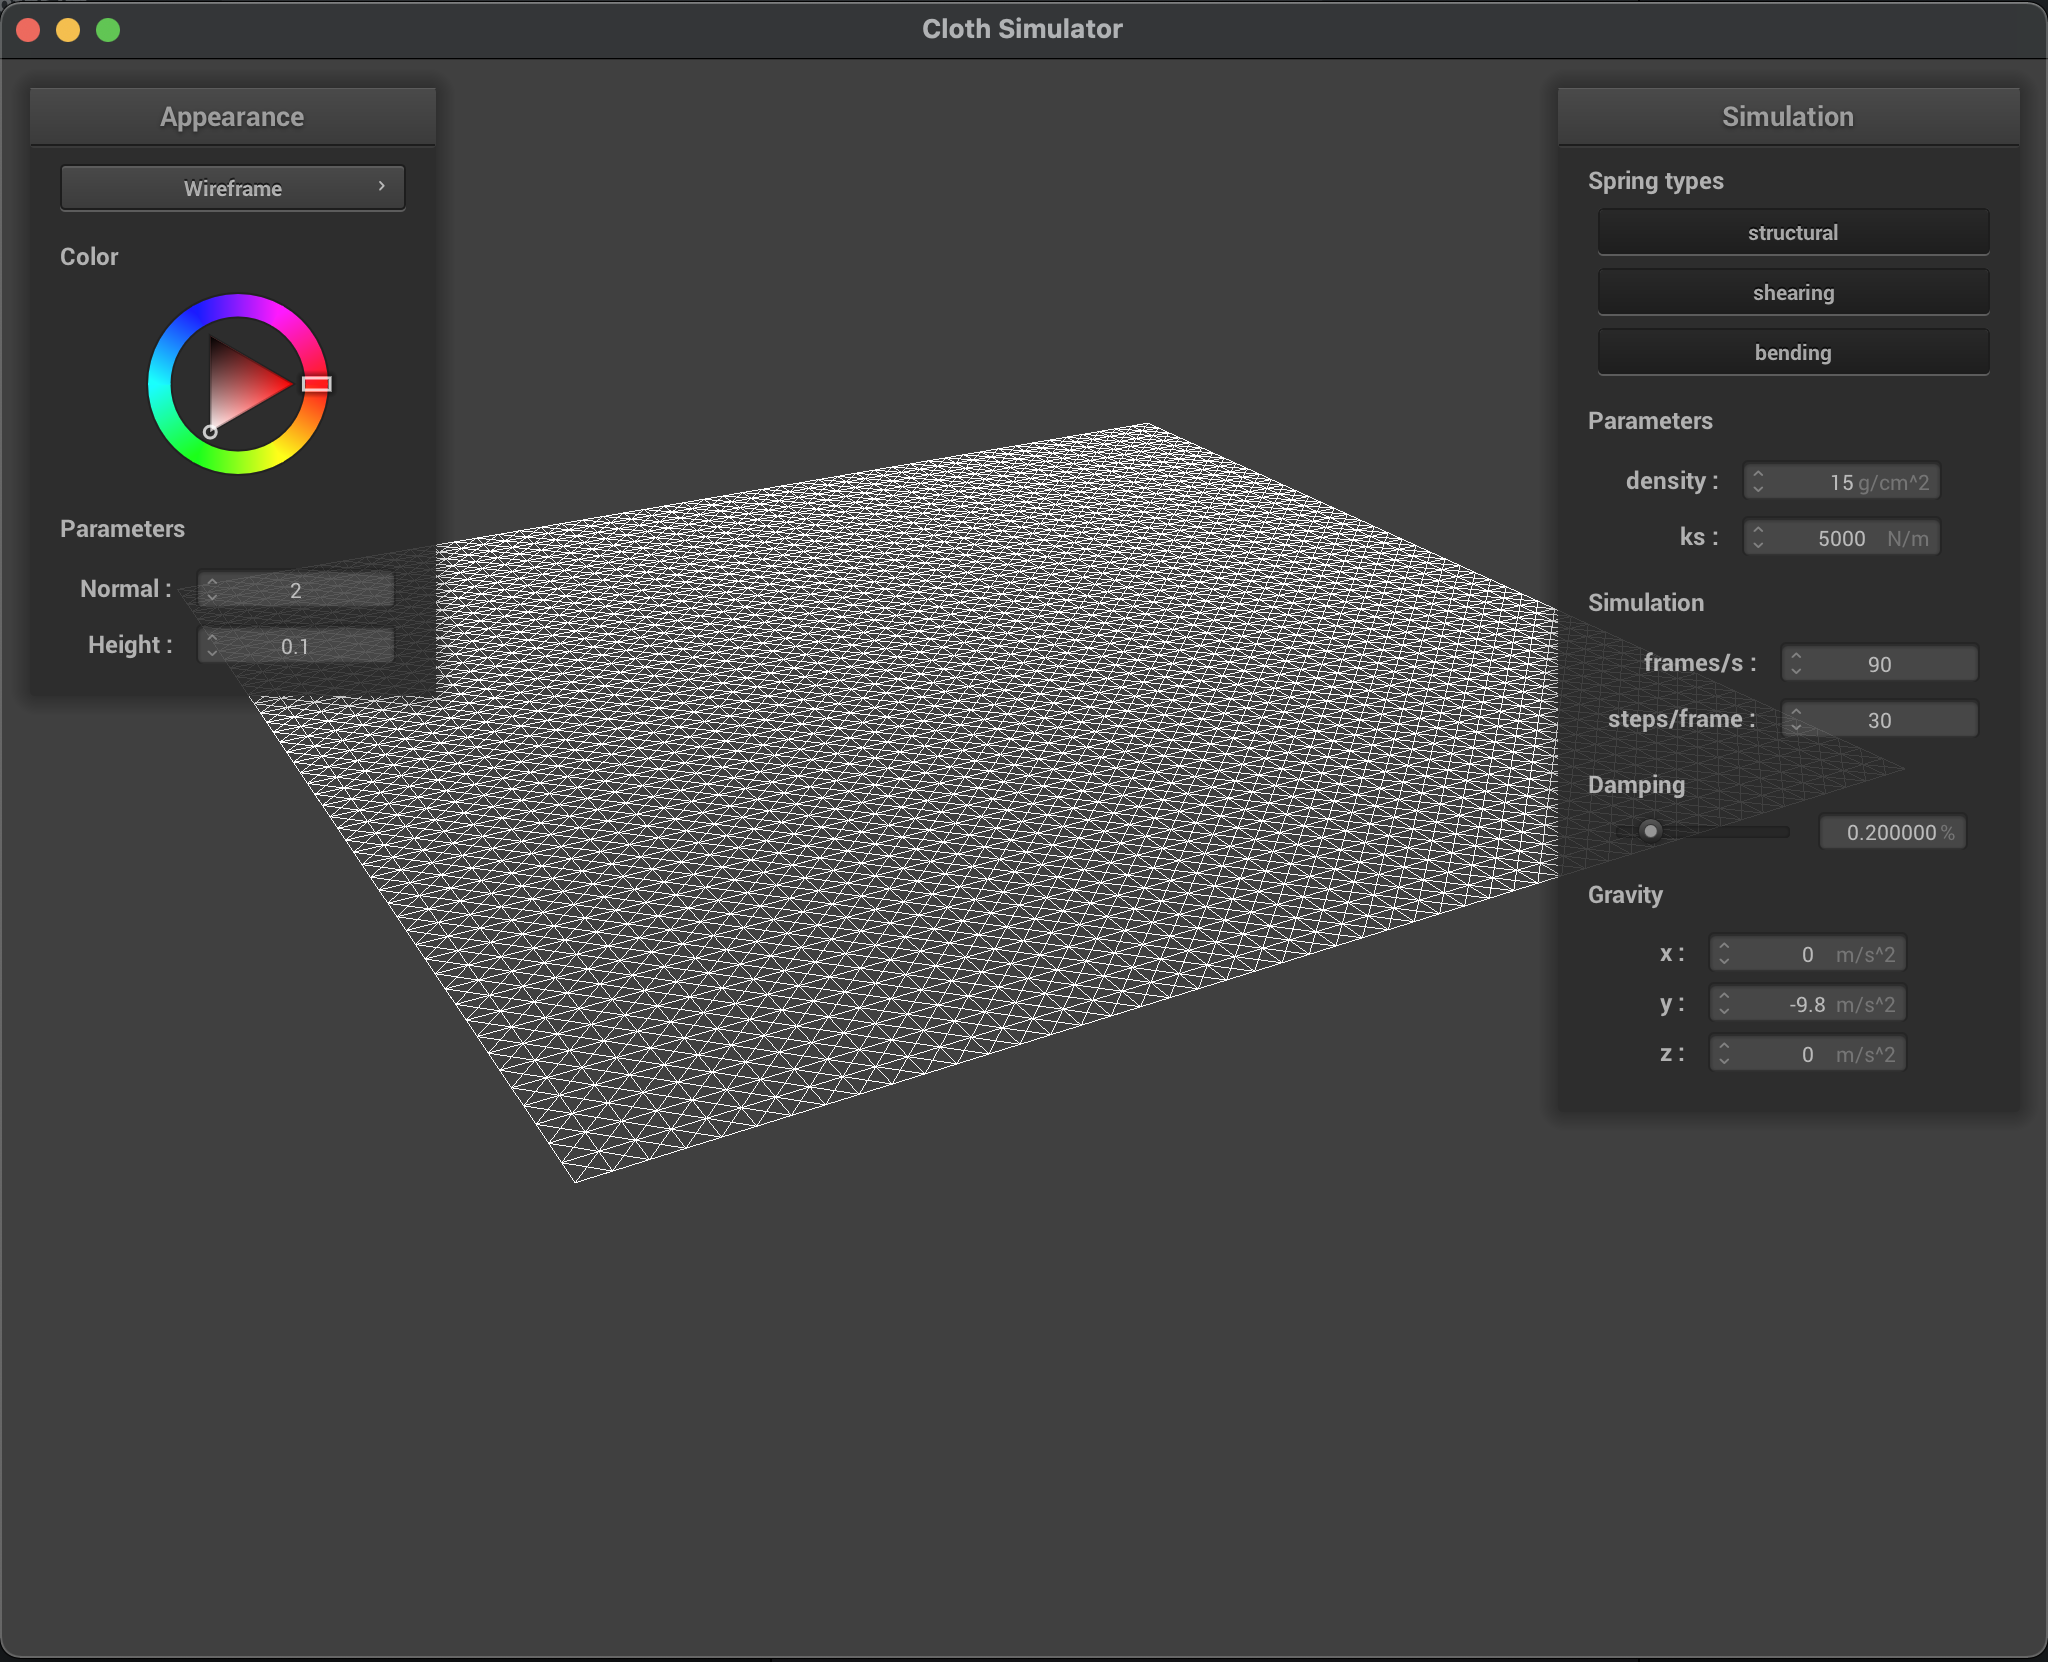 Cloth Simulator
Appearance
Wireframe
Color
Parameters
Normal : 2
Height : 0.1
Simulation
Spring types
structural
shearing
bending
Parameters
density : 15 g/cm^2
ks : 5000 N/m
Simulation
frames/s : 90
steps/frame : 30
Damping
0.200000 %
Gravity
x : 0 m/s^2
y : -9.8 m/s^2
z : 0 m/s^2